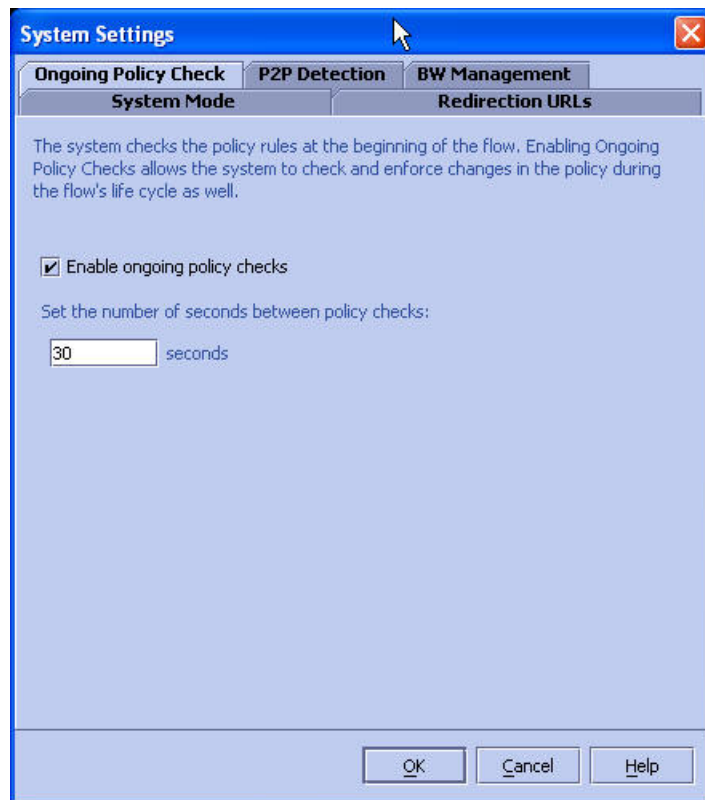 System Settings
Ongoing Policy Check P2P Detection BW Management
System Mode Redirection URLs
The system checks the policy rules at the beginning of the flow. Enabling Ongoing
Policy Checks allows the system to check and enforce changes in the policy during
the flow's life cycle as well.
Enable ongoing policy checks
Set the number of seconds between policy checks:
30 seconds
OK Cancel Help